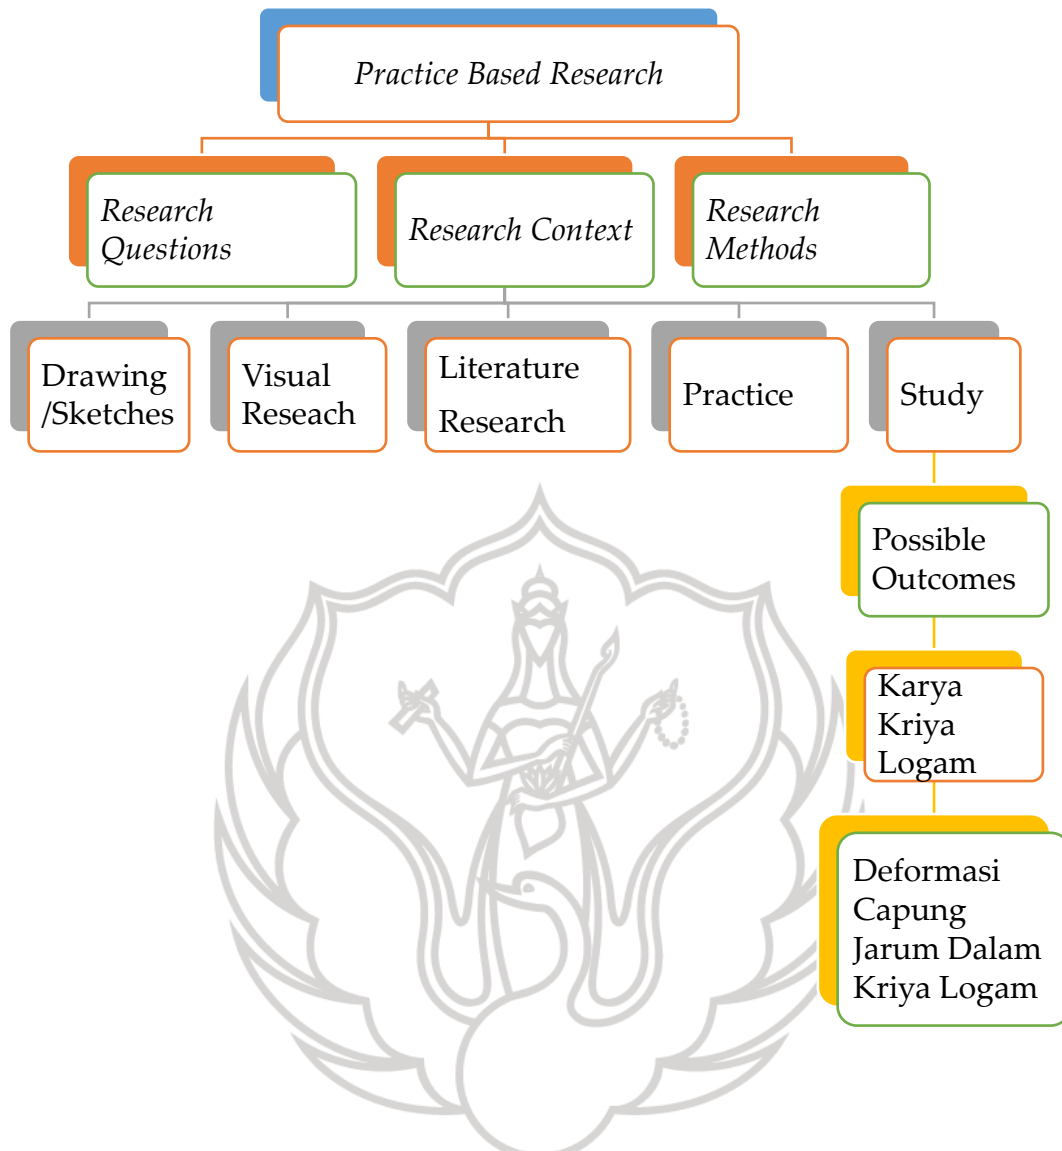 Practice Based Research
Research
Questions
Research Context
Research
Methods
Drawing
/Sketches
Visual
Reseach
Literature
Research
Practice
Study
Possible
Outcomes
Karya
Kriya
Logam
Deformasi
Capung
Jarum Dalam
Kriya Logam